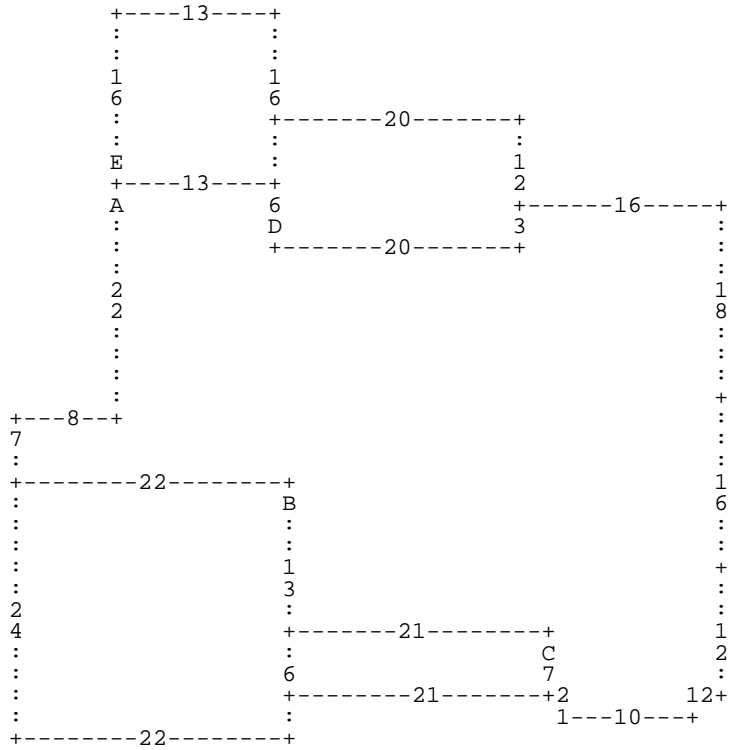 +----13----+
       :          :
       :          :
       1          1
       6          6
       :          +-------20-------+
       :          :                :
       E          :                1
       +----13----+                2
       A          6                +------16-----+
       :          D                3             :
       :          +-------20-------+             :
       :                                         :
       2                                         1
       2                                         8
       :                                         :
       :                                         :
       :                                         :
       :                                         +
+---8--+                                         :
7                                                :
:                                                :
+--------22--------+                             1
:                  B                             6
:                  :                             :
:                  :                             :
:                  1                             +
:                  3                             :
2                  :                             :
4                  +-------21--------+           1
:                  :                 C           2
:                  6                 7           :
:                  +--------21-------+2        12+
:                  :                  1---10---+
+--------22--------+